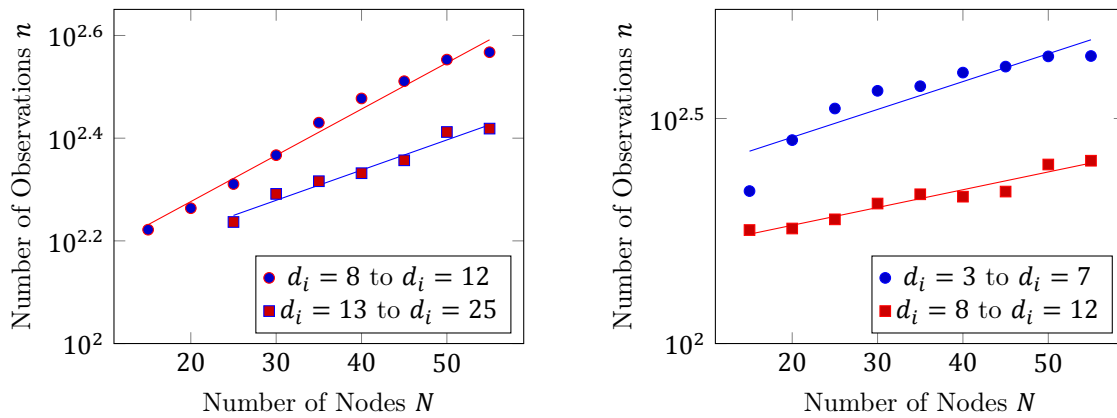 Number of Observations n
10^2.6
10^2.4
10^2.2
10^2
20 30 40 50
Number of Nodes N
d_i = 8 to d_i = 12
d_i = 13 to d_i = 25
Number of Observations n
10^2.5
10^2
20 30 40 50
Number of Nodes N
d_i = 3 to d_i = 7
d_i = 8 to d_i = 12